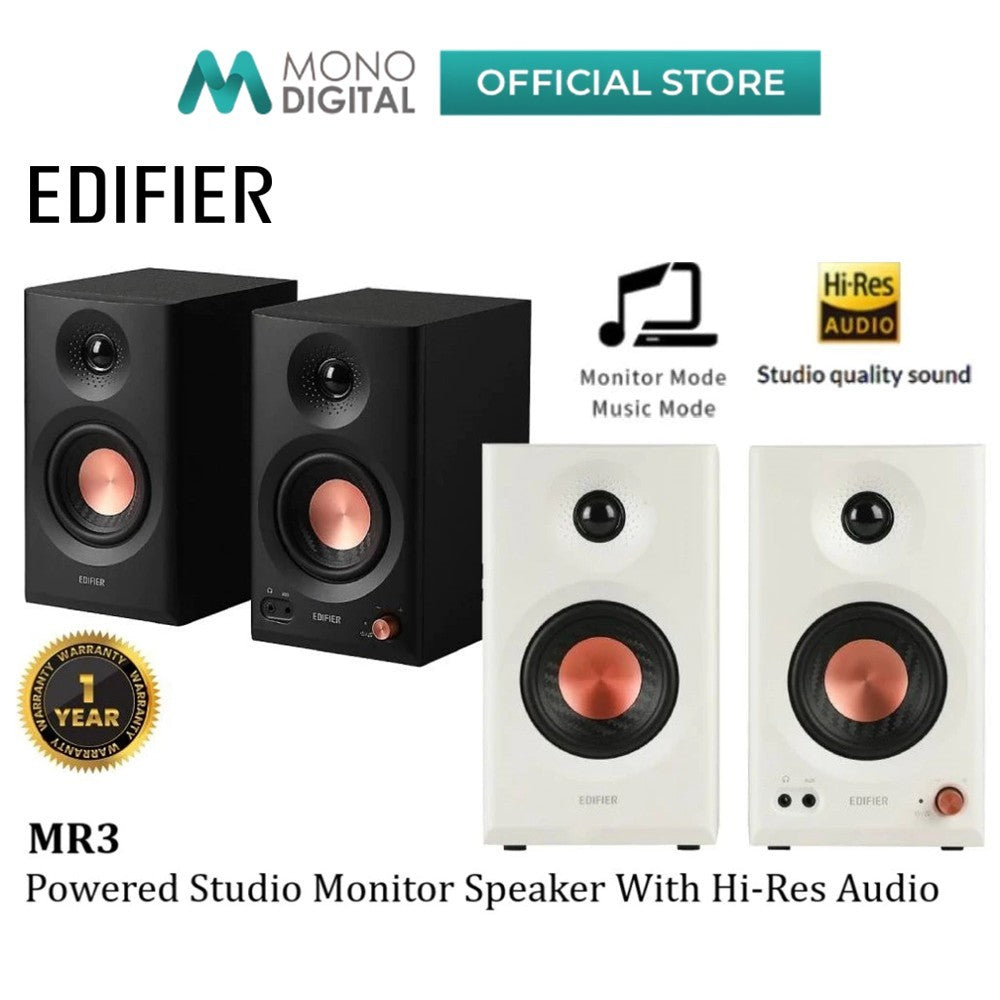 MONO
DIGITAL
OFFICIAL STORE
EDIFIER
Hi-Res
AUDIO
Monitor Mode
Music Mode
Studio quality sound
EDIFIER
AUX
EDIFIER
WARRANTY WARRANTY WARRANTY WARRANTY
1
YEAR
EDIFIER
AUX
EDIFIER
MR3
Powered Studio Monitor Speaker With Hi-Res Audio